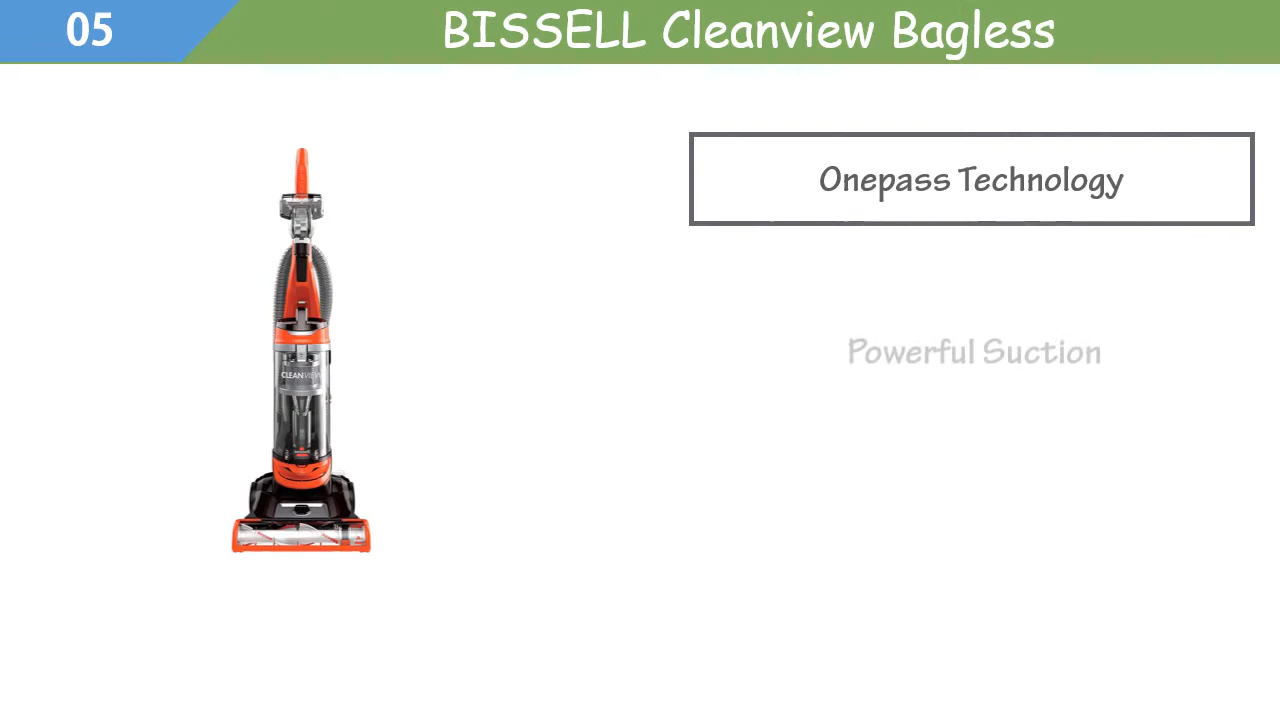 05
BISSELL Cleanview Bagless
Onepass Technology
Powerful Suction
CLEANVIEW